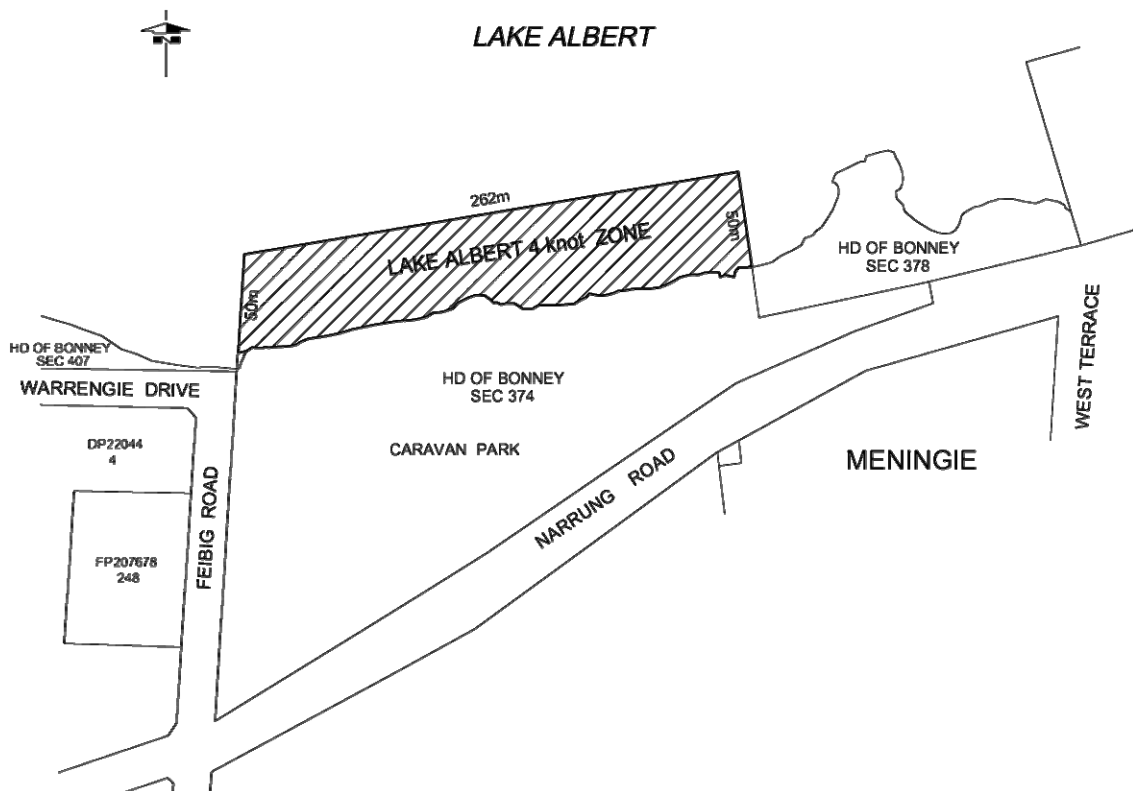 LAKE ALBERT
262m
50m
LAKE ALBERT 4 knot ZONE
50m
HD OF BONNEY
SEC 378
HD OF BONNEY
SEC 407
WARRENGIE DRIVE
HD OF BONNEY
SEC 374
WEST TERRACE
DP22044
4
CARAVAN PARK
MENINGIE
NARRUNG ROAD
FEIBIG ROAD
FP207678
248